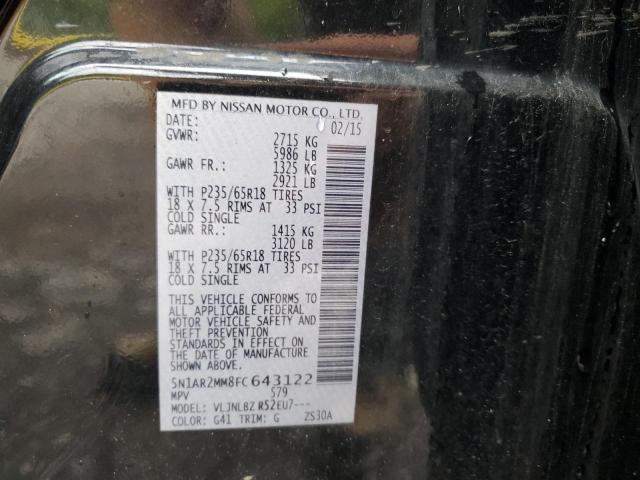 MFD BY NISSAN MOTOR CO., LTD.
DATE: 02/15
GVWR: 2715 KG
5986 LB
GAWR FR.: 1325 KG
2921 LB
WITH P235/65R18 TIRES
18 X 7.5 RIMS AT 33 PSI
COLD SINGLE
GAWR RR.: 1415 KG
3120 LB
WITH P235/65R18 TIRES
18 X 7.5 RIMS AT 33 PSI
COLD SINGLE
THIS VEHICLE CONFORMS TO
ALL APPLICABLE FEDERAL
MOTOR VEHICLE SAFETY AND
THEFT PREVENTION
STANDARDS IN EFFECT ON
THE DATE OF MANUFACTURE
SHOWN ABOVE.
5N1AR2MM8FC643122
MPV 579
MODEL: VLJNLBZ R52EU7---
COLOR: G41 TRIM: G ZS30A